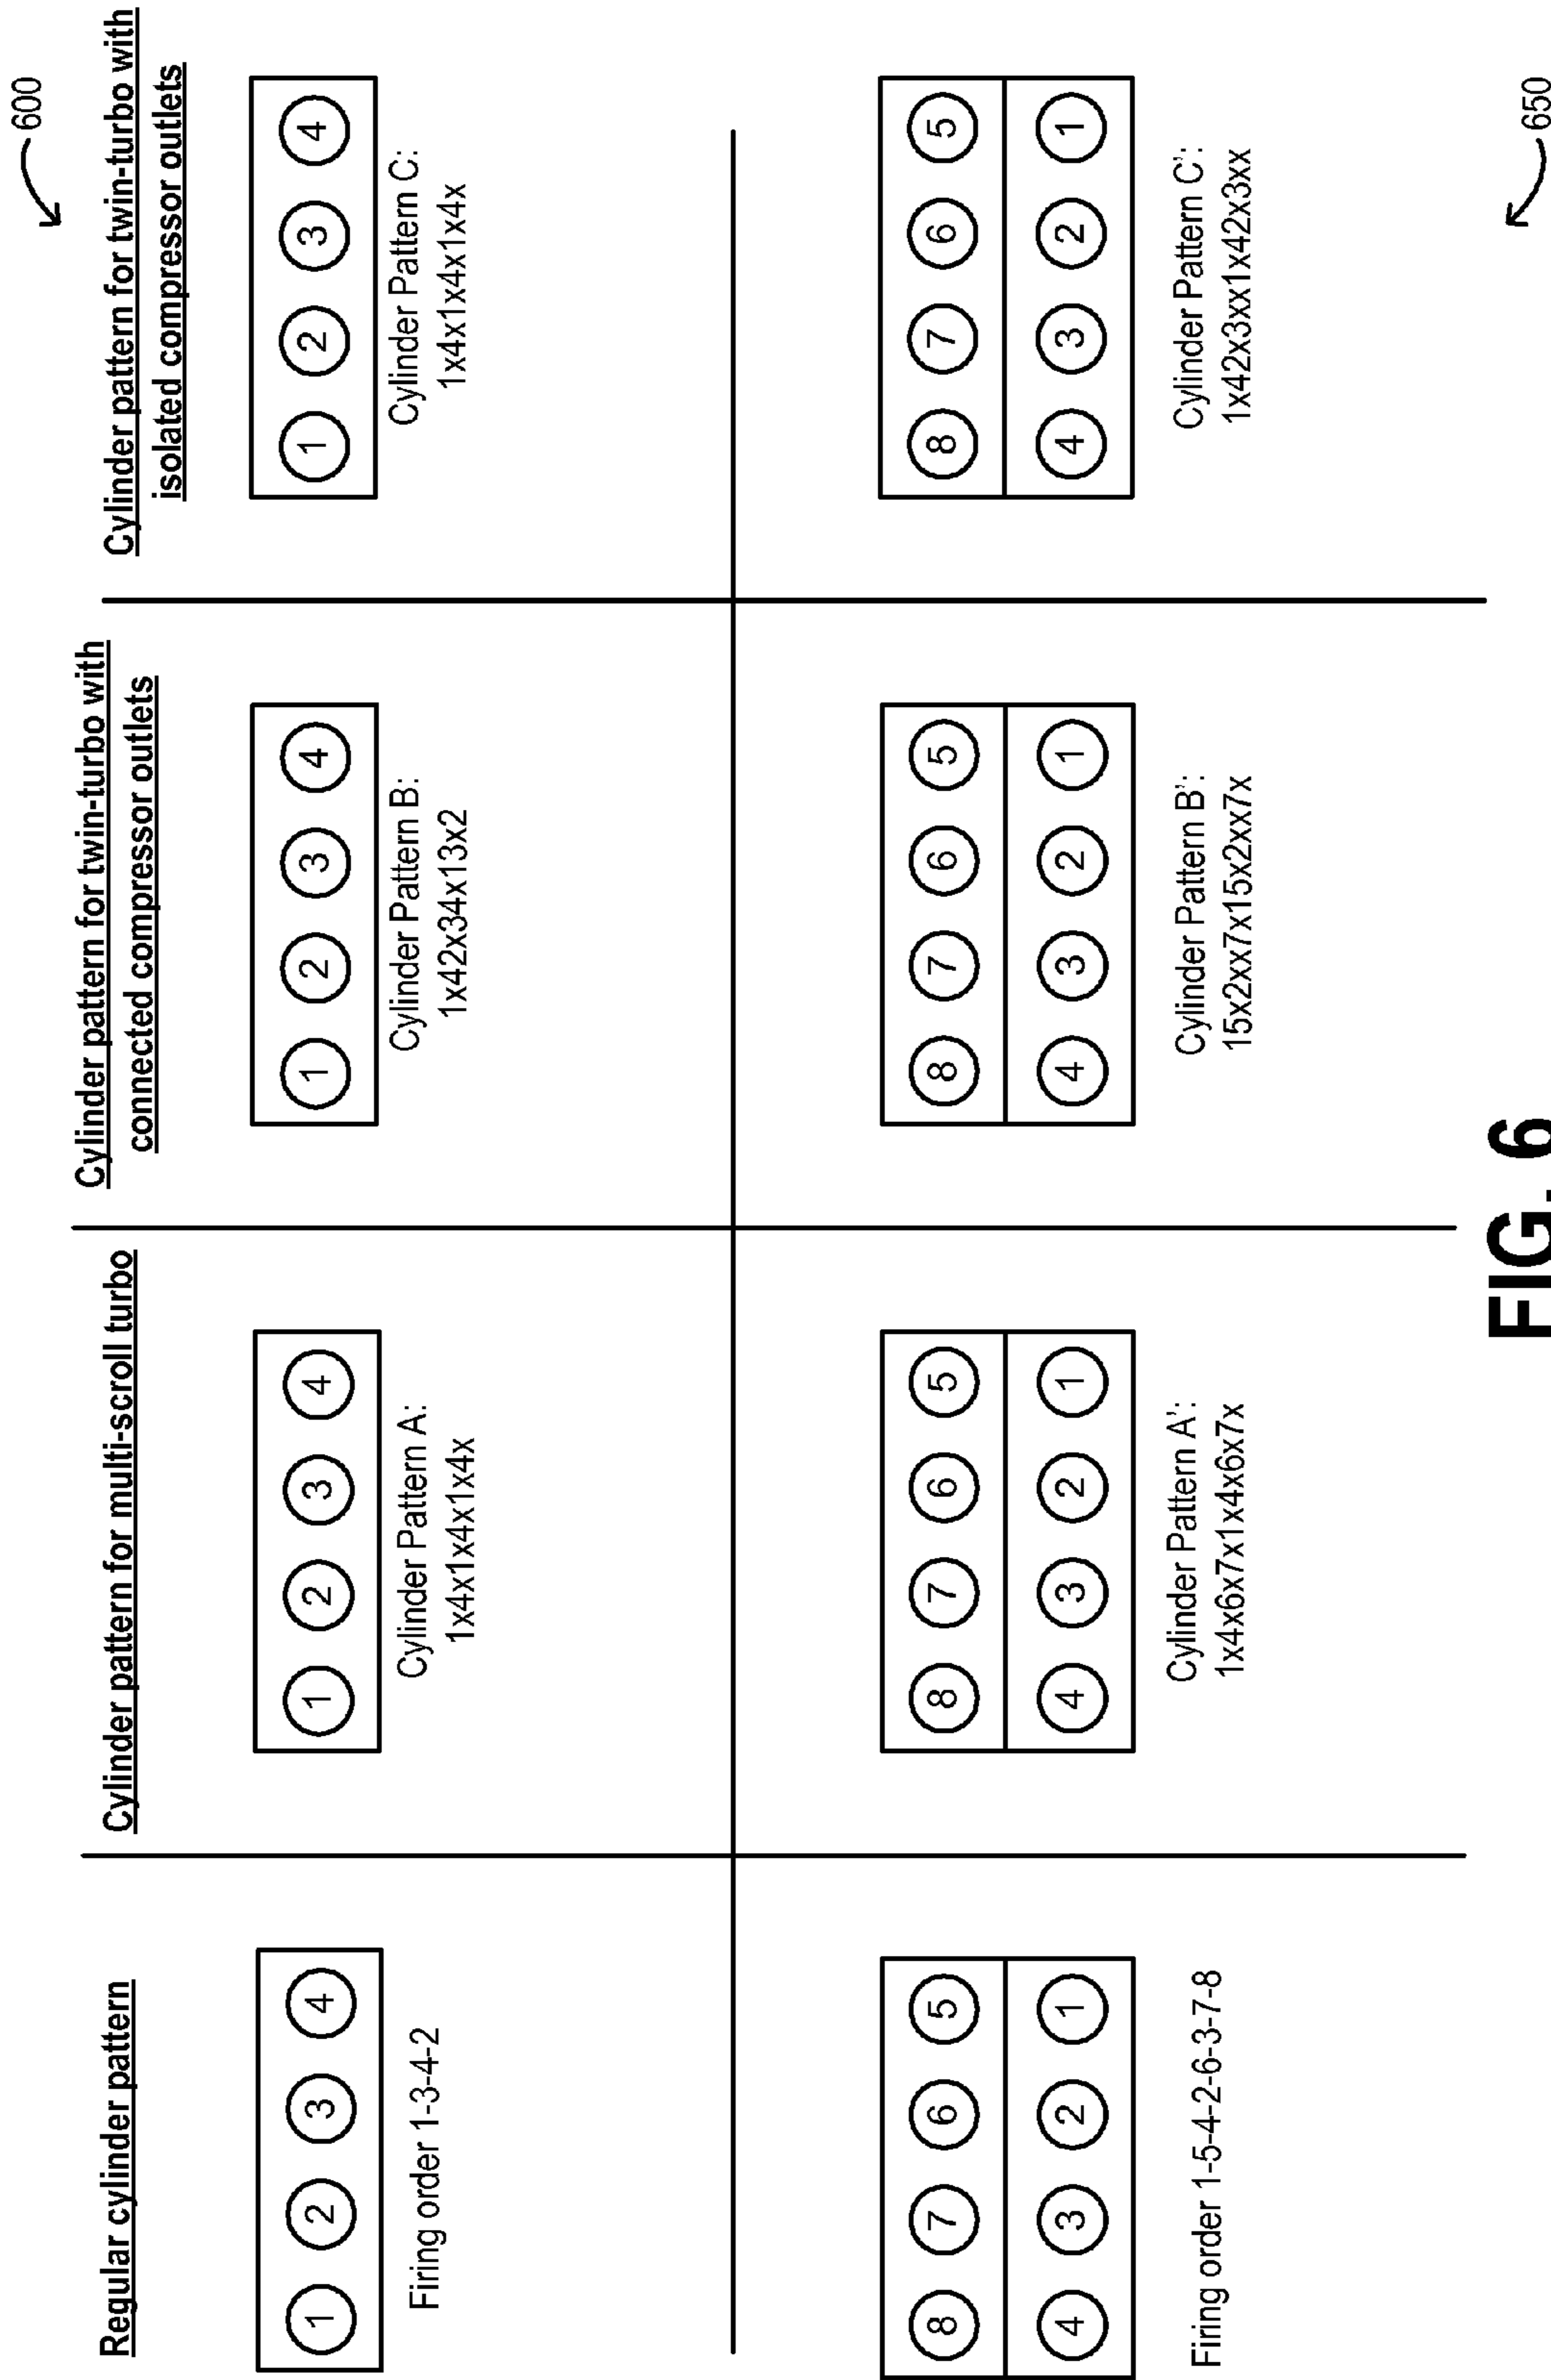 600
Regular cylinder pattern
Cylinder pattern for multi-scroll turbo
Cylinder pattern for twin-turbo with
connected compressor outlets
Cylinder pattern for twin-turbo with
isolated compressor outlets
1 2 3 4
Firing order 1-3-4-2
1 2 3 4
Cylinder Pattern A:
1x4x1x4x1x4x
1 2 3 4
Cylinder Pattern B:
1x42x34x13x2
1 2 3 4
Cylinder Pattern C:
1x4x1x4x1x4x
8 7 6 5
4 3 2 1
Firing order 1-5-4-2-6-3-7-8
8 7 6 5
4 3 2 1
Cylinder Pattern A':
1x4x6x7x1x4x6x7x
8 7 6 5
4 3 2 1
Cylinder Pattern B':
15x2xx7x15x2xx7x
8 7 6 5
4 3 2 1
Cylinder Pattern C':
1x42x3xx1x42x3xx
650
FIG. 6